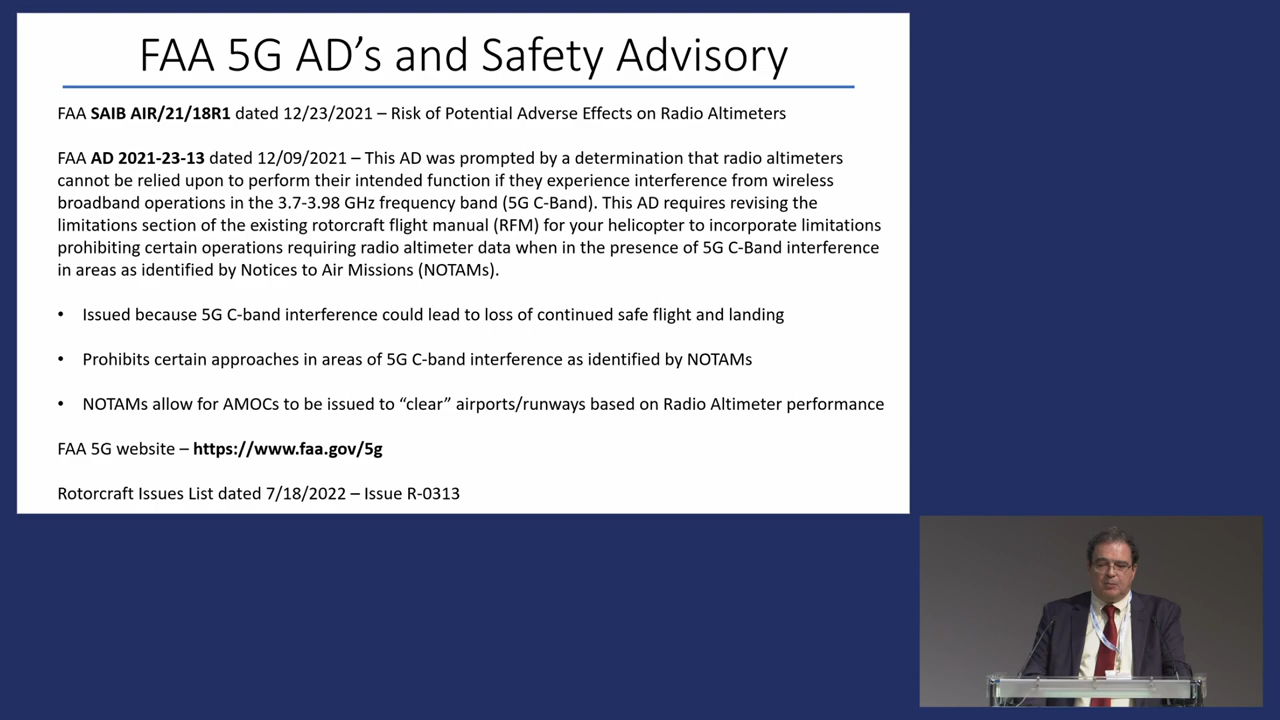 FAA 5G AD’s and Safety Advisory
FAA SAIB AIR/21/18R1 dated 12/23/2021 – Risk of Potential Adverse Effects on Radio Altimeters
FAA AD 2021-23-13 dated 12/09/2021 – This AD was prompted by a determination that radio altimeters
cannot be relied upon to perform their intended function if they experience interference from wireless
broadband operations in the 3.7-3.98 GHz frequency band (5G C-Band). This AD requires revising the
limitations section of the existing rotorcraft flight manual (RFM) for your helicopter to incorporate limitations
prohibiting certain operations requiring radio altimeter data when in the presence of 5G C-Band interference
in areas as identified by Notices to Air Missions (NOTAMs).
• Issued because 5G C-band interference could lead to loss of continued safe flight and landing
• Prohibits certain approaches in areas of 5G C-band interference as identified by NOTAMs
• NOTAMs allow for AMOCs to be issued to “clear” airports/runways based on Radio Altimeter performance
FAA 5G website – https://www.faa.gov/5g
Rotorcraft Issues List dated 7/18/2022 – Issue R-0313